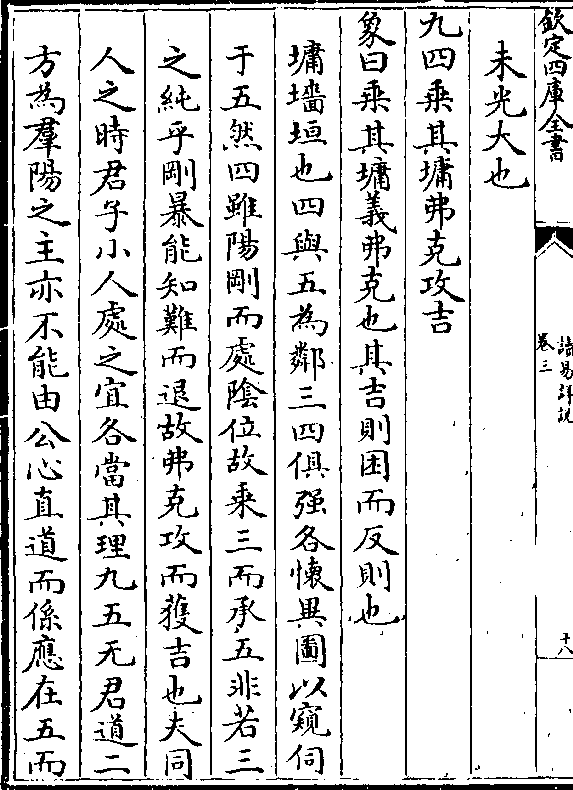 欽定四庫全書
讀易詳說
卷三
十八
未光大也
九四乘其墉弗克攻吉
象曰乘其墉義弗克也其吉則困而反則也
墉墻垣也四與五為鄰三四俱强各懷異圖以窺伺
于五然四雖陽剛而處陰位故乘三而承五非若三
之純乎剛暴能知難而退故弗克攻而獲吉也夫同
人之時君子小人處之宜各當其理九五无君道二
方為羣陽之主亦不能由公心直道而係應在五而